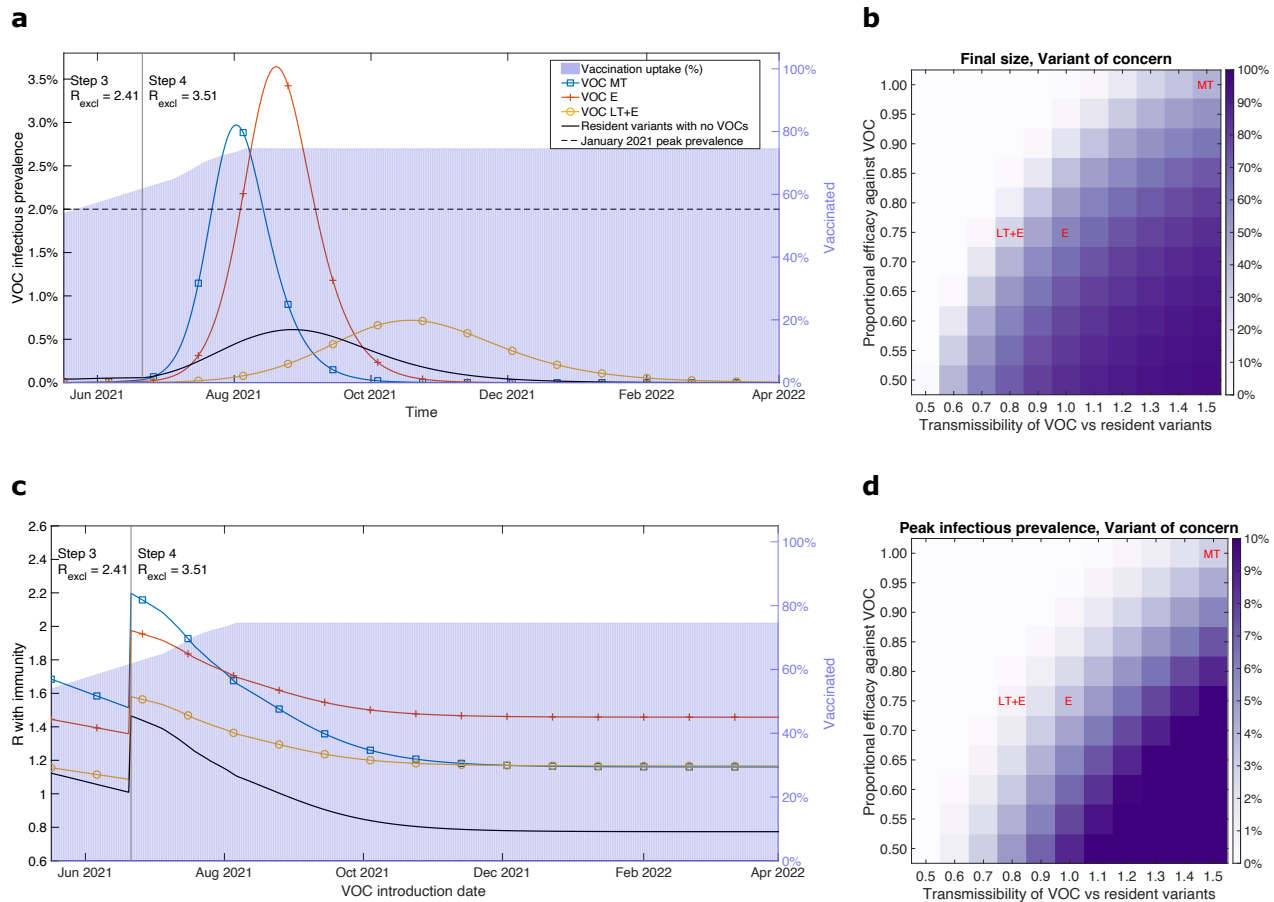 a
3.5%
3.0%
2.5%
2.0%
1.5%
1.0%
0.5%
0.0%
VOC infectious prevalence
Step 3
R_excl = 2.41
Step 4
R_excl = 3.51
Vaccination uptake (%)
VOC MT
VOC E
VOC LT+E
Resident variants with no VOCs
January 2021 peak prevalence
100%
80%
60%
40%
20%
0%
Vaccinated
Jun 2021 Aug 2021 Oct 2021 Dec 2021 Feb 2022 Apr 2022
Time
b
Final size, Variant of concern
1.00
0.95
0.90
0.85
0.80
0.75
0.70
0.65
0.60
0.55
0.50
Proportional efficacy against VOC
MT
LT+E
E
100%
90%
80%
70%
60%
50%
40%
30%
20%
10%
0%
0.5 0.6 0.7 0.8 0.9 1.0 1.1 1.2 1.3 1.4 1.5
Transmissibility of VOC vs resident variants
c
2.6
2.4
2.2
2
1.8
1.6
1.4
1.2
1
0.8
0.6
R with immunity
Step 3
R_excl = 2.41
Step 4
R_excl = 3.51
100%
80%
60%
40%
20%
0%
Vaccinated
Jun 2021 Aug 2021 Oct 2021 Dec 2021 Feb 2022 Apr 2022
VOC introduction date
d
Peak infectious prevalence, Variant of concern
1.00
0.95
0.90
0.85
0.80
0.75
0.70
0.65
0.60
0.55
0.50
Proportional efficacy against VOC
MT
LT+E
E
10%
9%
8%
7%
6%
5%
4%
3%
2%
1%
0%
0.5 0.6 0.7 0.8 0.9 1.0 1.1 1.2 1.3 1.4 1.5
Transmissibility of VOC vs resident variants